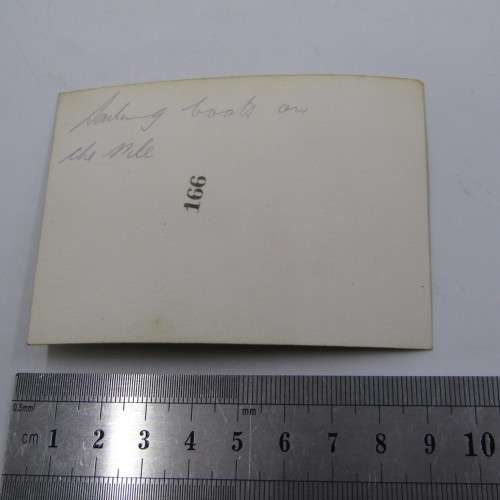 Sailing boats on
the Nile
166
0,5mm
mm
cm 1 2 3 4 5 6 7 8 9 10